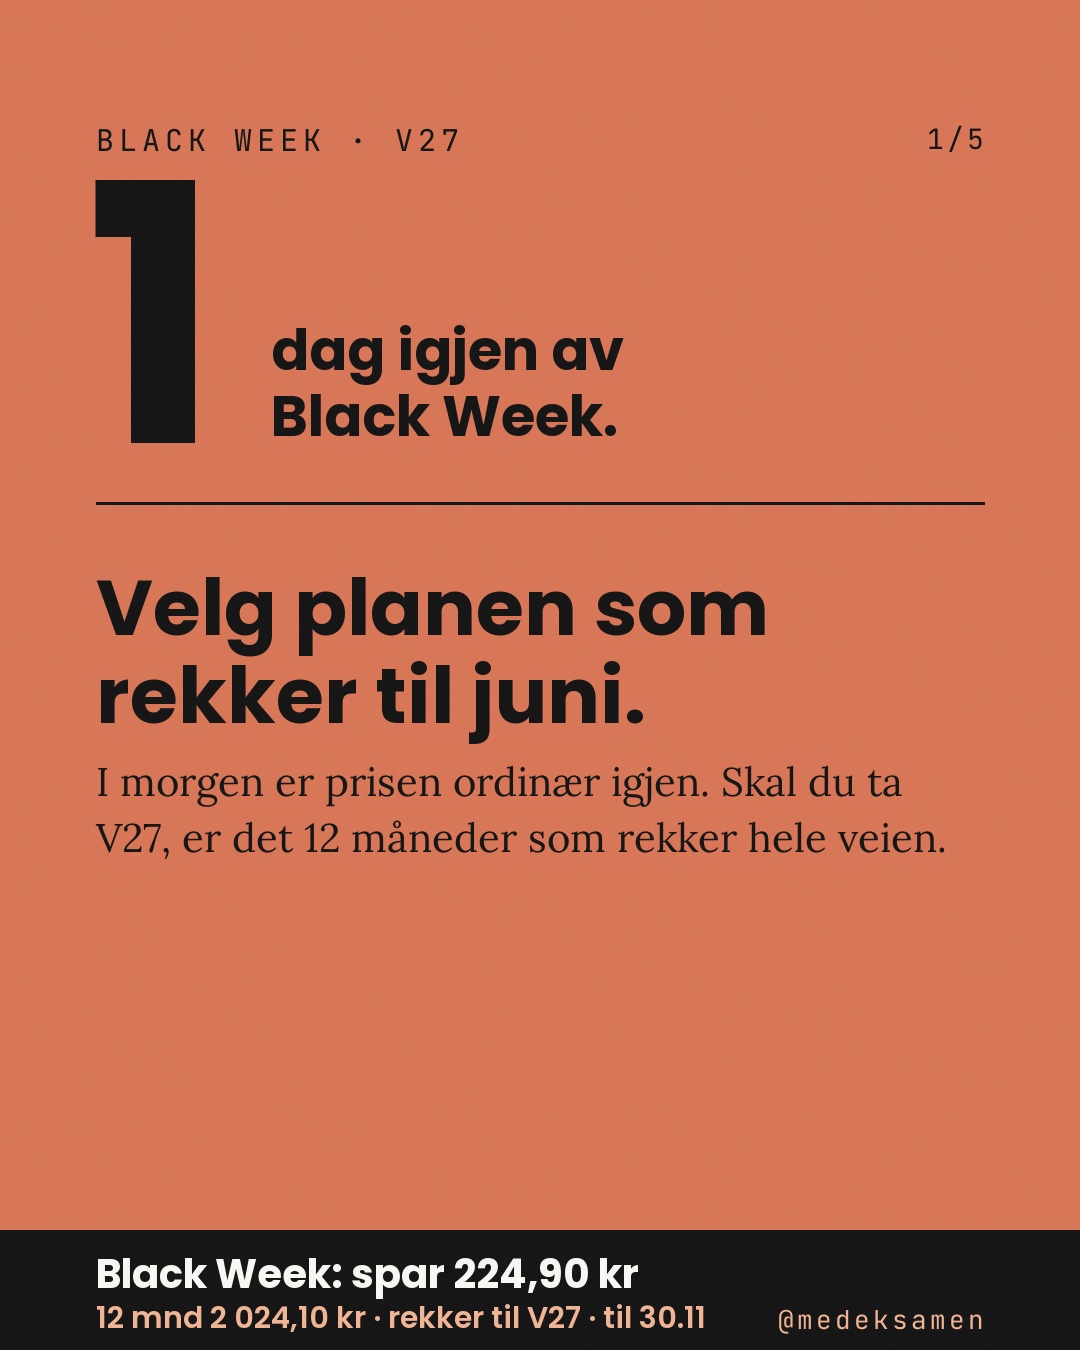 BLACK WEEK · V27
1/5
1
dag igjen av
Black Week.
Velg planen som
rekker til juni.
I morgen er prisen ordinær igjen. Skal du ta
V27, er det 12 måneder som rekker hele veien.
Black Week: spar 224,90 kr
12 mnd 2 024,10 kr · rekker til V27 · til 30.11
@medeksamen